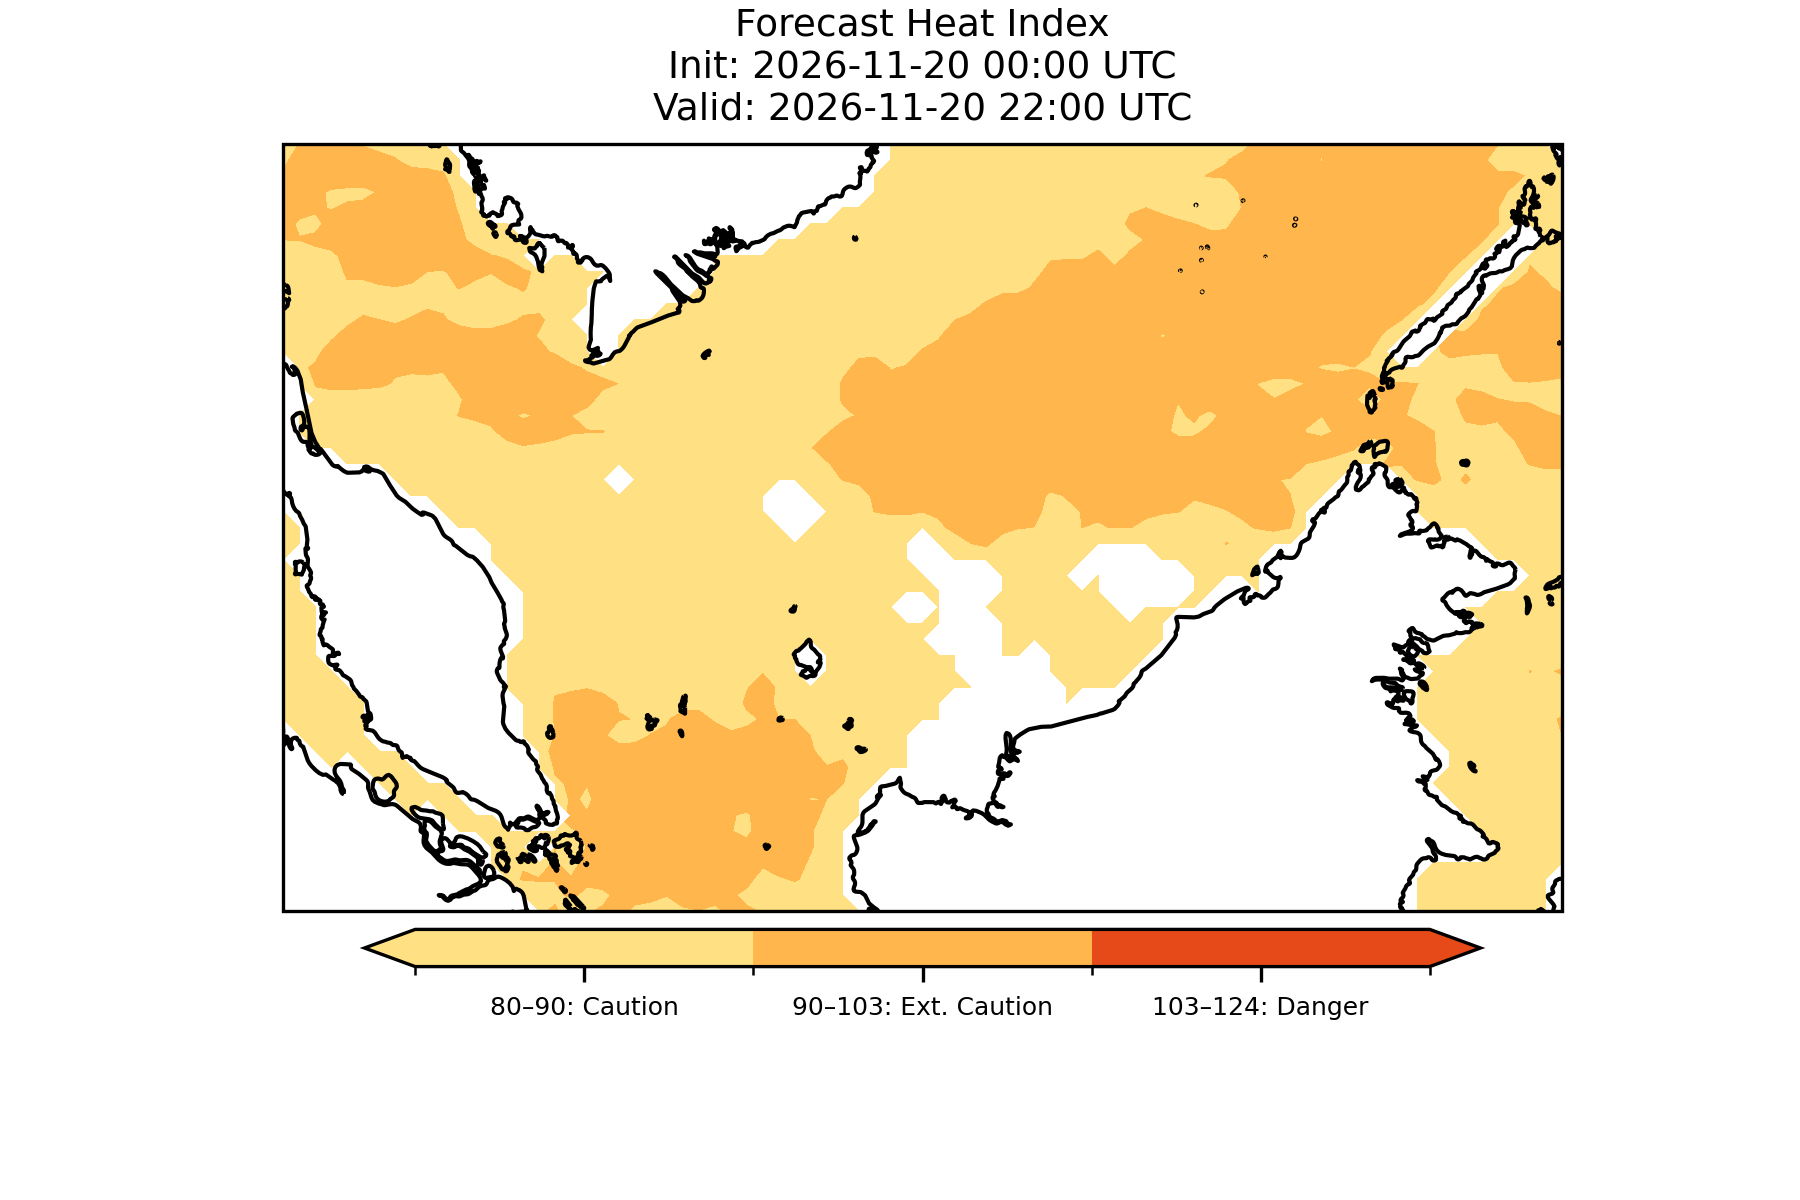 Forecast Heat Index
Init: 2026-11-20 00:00 UTC
Valid: 2026-11-20 22:00 UTC
80–90: Caution
90–103: Ext. Caution
103–124: Danger